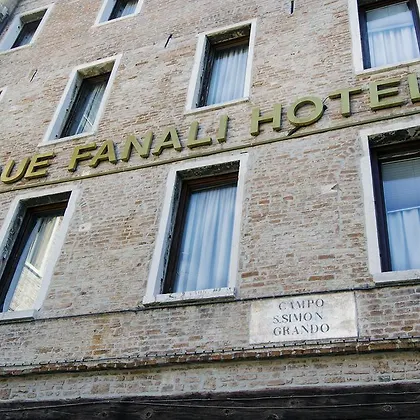 UE FANALI HOTEL
CAMPO
S.SIMON
GRANDO